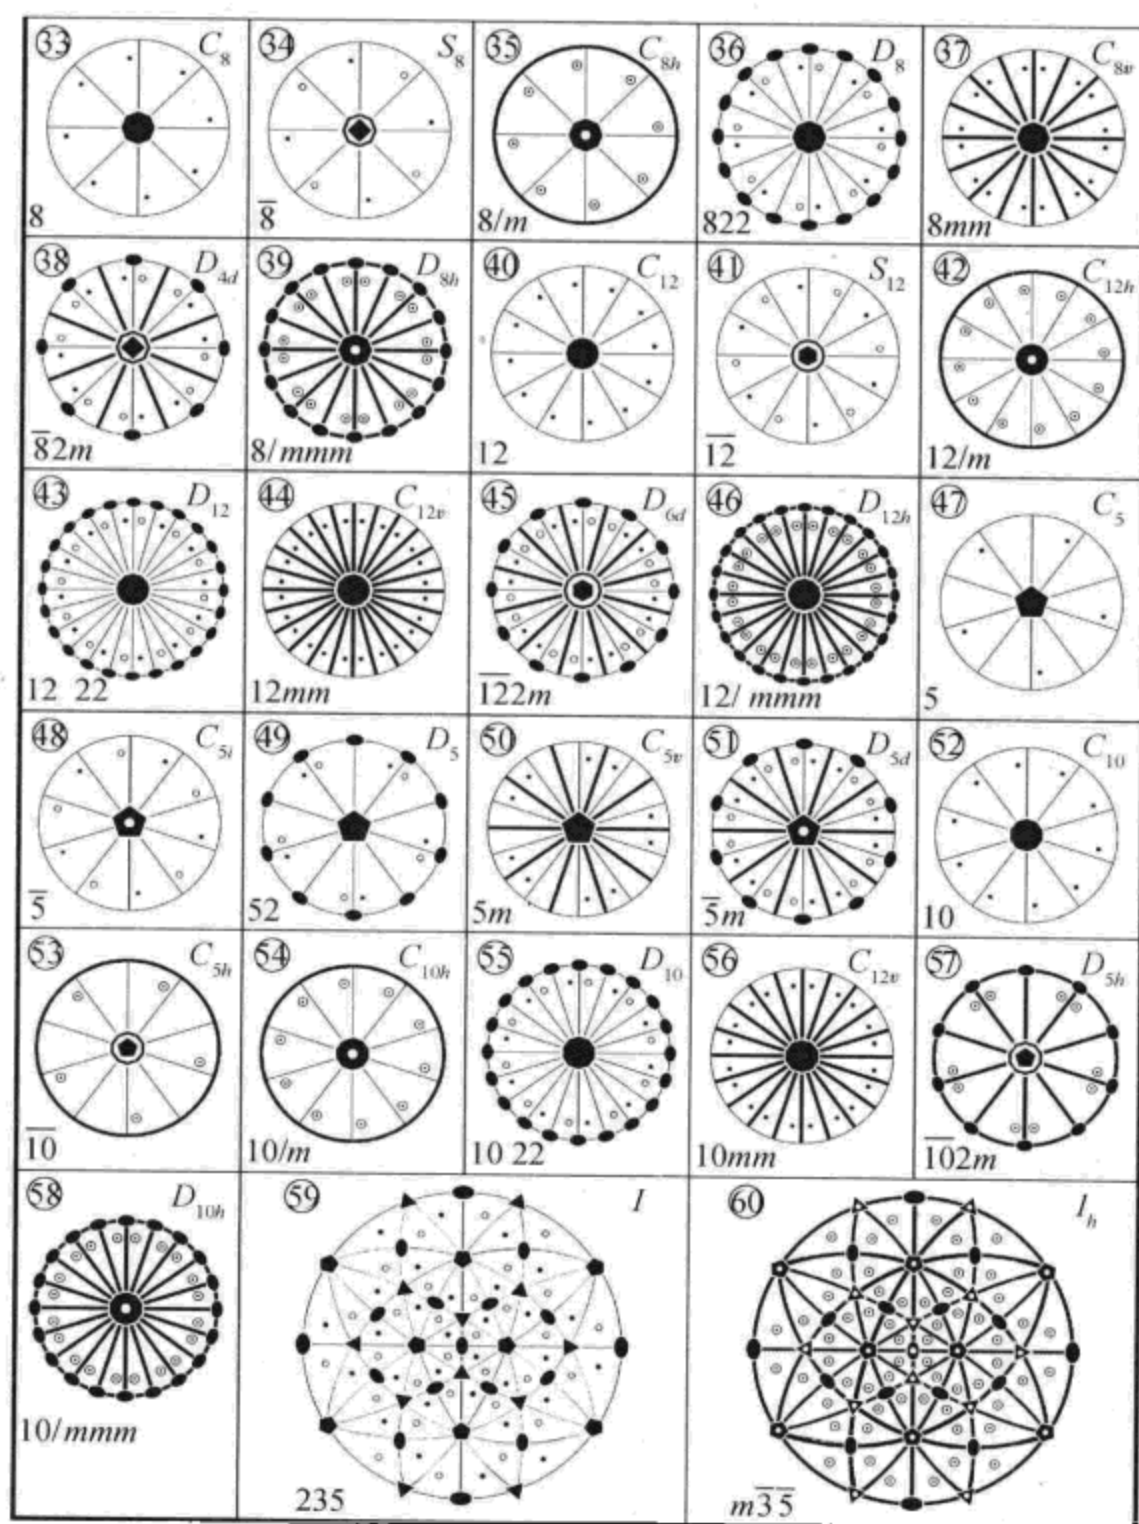 33 C₈
8
34 S₈
8̅
35 C₈ₕ
8/m
36 D₈
822
37 C₈ᵥ
8mm
38 D₄d
8̅2m
39 D₈ₕ
8/mmm
40 C₁₂
12
41 S₁₂
1̅2̅
42 C₁₂ₕ
12/m
43 D₁₂
12 22
44 C₁₂ᵥ
12mm
45 D₆d
1̅2̅2m
46 D₁₂ₕ
12/mmm
47 C₅
5
48 C₅ᵢ
5̅
49 D₅
52
50 C₅ᵥ
5m
51 D₅d
5̅m
52 C₁₀
10
53 C₅ₕ
1̅0̅
54 C₁₀ₕ
10/m
55 D₁₀
10 22
56 C₁₂ᵥ
10mm
57 D₅ₕ
1̅0̅2m
58 D₁₀ₕ
10/mmm
59 I
235
60 Iₕ
m3̅5̅